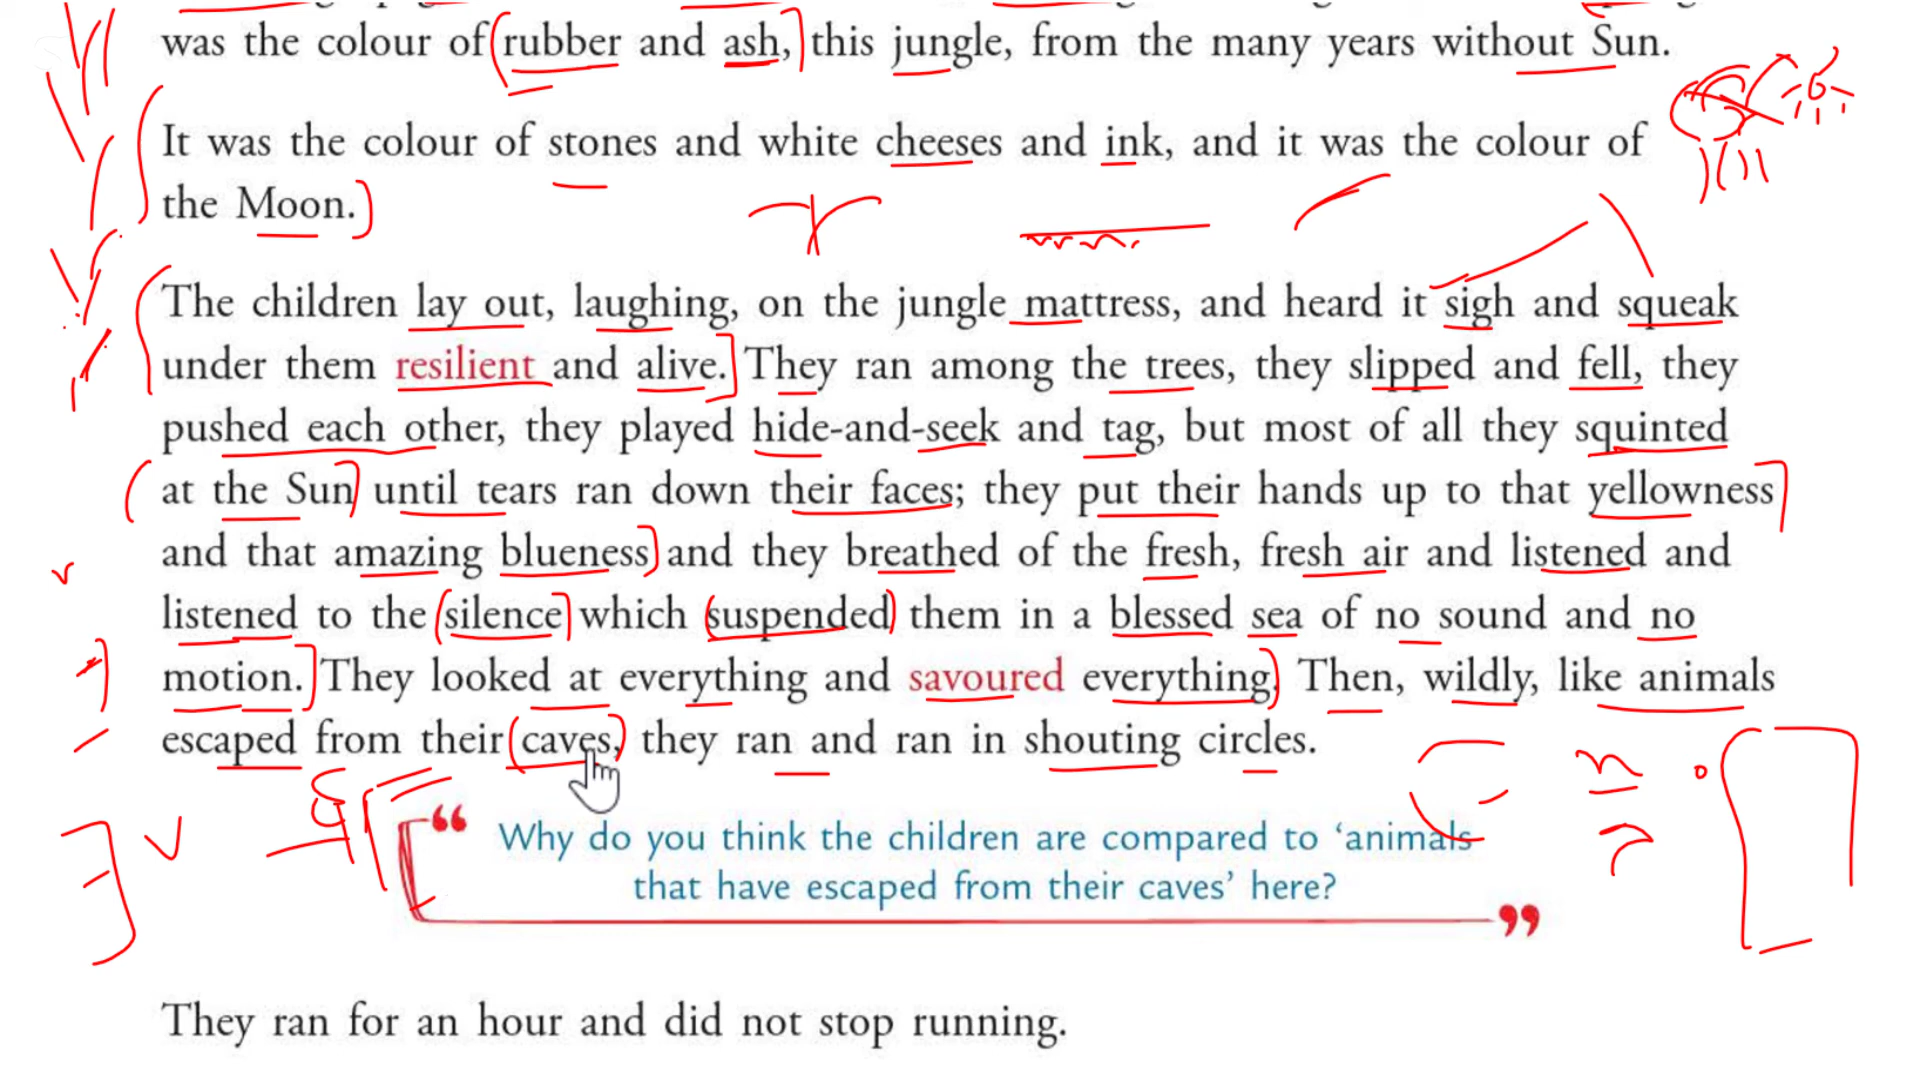 was the colour of rubber and ash, this jungle, from the many years without Sun.
It was the colour of stones and white cheeses and ink, and it was the colour of
the Moon.
The children lay out, laughing, on the jungle mattress, and heard it sigh and squeak
under them resilient and alive. They ran among the trees, they slipped and fell, they
pushed each other, they played hide-and-seek and tag, but most of all they squinted
at the Sun until tears ran down their faces; they put their hands up to that yellowness
and that amazing blueness and they breathed of the fresh, fresh air and listened and
listened to the silence which suspended them in a blessed sea of no sound and no
motion. They looked at everything and savoured everything. Then, wildly, like animals
escaped from their caves, they ran and ran in shouting circles.
“ Why do you think the children are compared to ‘animals
that have escaped from their caves’ here? ”
They ran for an hour and did not stop running.